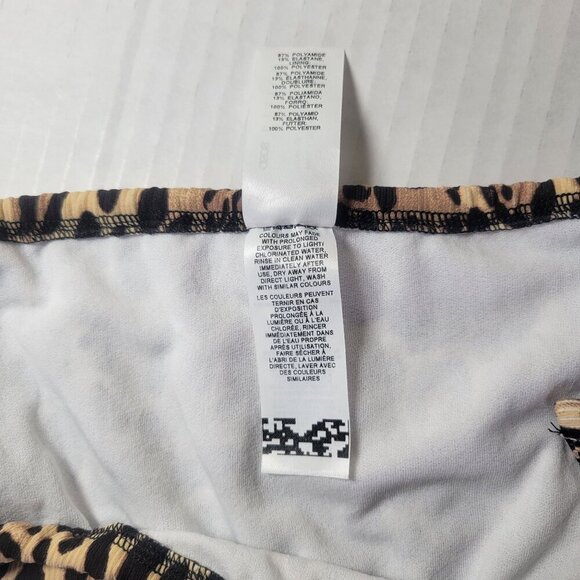 87% POLYAMIDE
13% ELASTANE,
LINING:
100% POLYESTER
87% POLYAMIDE
13% ÉLASTHANNE,
DOUBLURE:
100% POLYESTER
87% POLIAMIDA
13% ELASTANO,
FORRO:
100% POLIÉSTER
87% POLYAMID
13% ELASTHAN,
FUTTER:
100% POLYESTER
COLOURS MAY FADE
WITH PROLONGED
EXPOSURE TO LIGHT/
CHLORINATED WATER,
RINSE IN CLEAN WATER
IMMEDIATELY AFTER
USE, DRY AWAY FROM
DIRECT LIGHT, WASH
WITH SIMILAR COLOURS
LES COULEURS PEUVENT
TERNIR EN CAS
D'EXPOSITION
PROLONGÉE À LA
LUMIÈRE OU À L'EAU
CHLORÉE, RINCER
IMMÉDIATEMENT DANS
DE L'EAU PROPRE
APRÈS UTILISATION,
FAIRE SÉCHER À
L'ABRI DE LA LUMIÈRE
DIRECTE, LAVER AVEC
DES COULEURS
SIMILAIRES